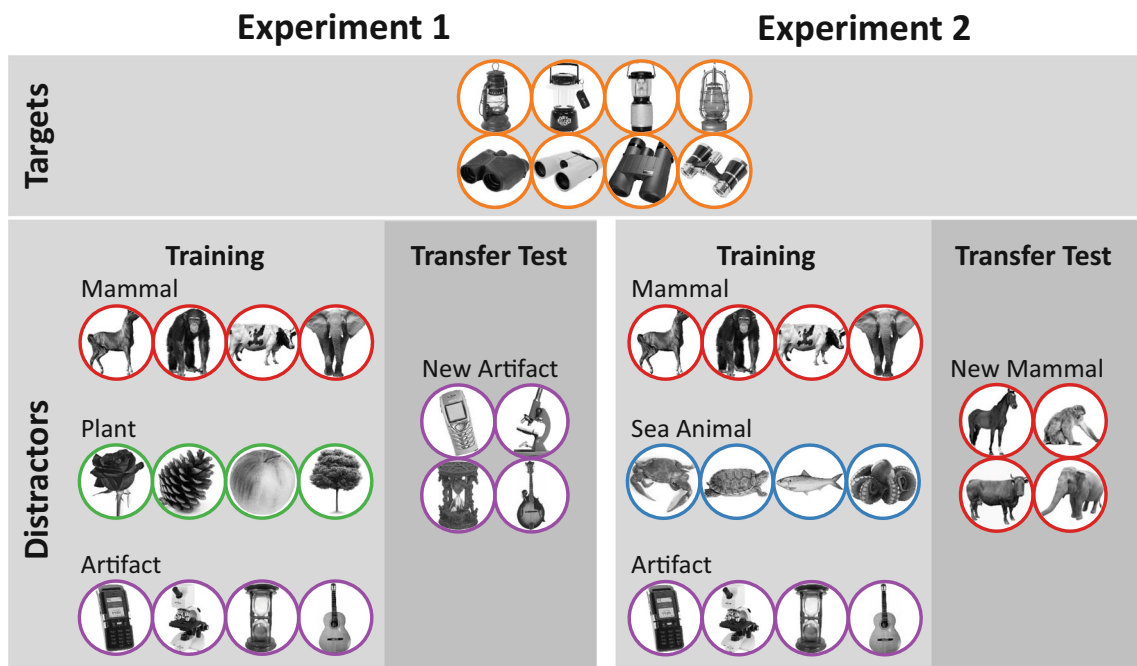 Experiment 1
Experiment 2
Targets
Distractors
Training
Transfer Test
Mammal
New Artifact
Plant
Artifact
Training
Transfer Test
Mammal
New Mammal
Sea Animal
Artifact